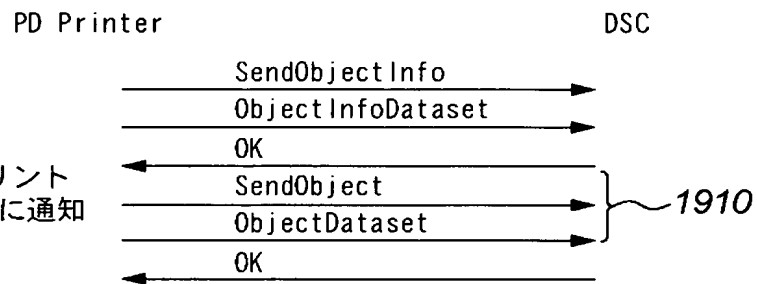 PD Printer DSC
SendObjectInfo
ObjectInfoDataset
OK
リント
SendObject
に通知
1910
ObjectDataset
OK